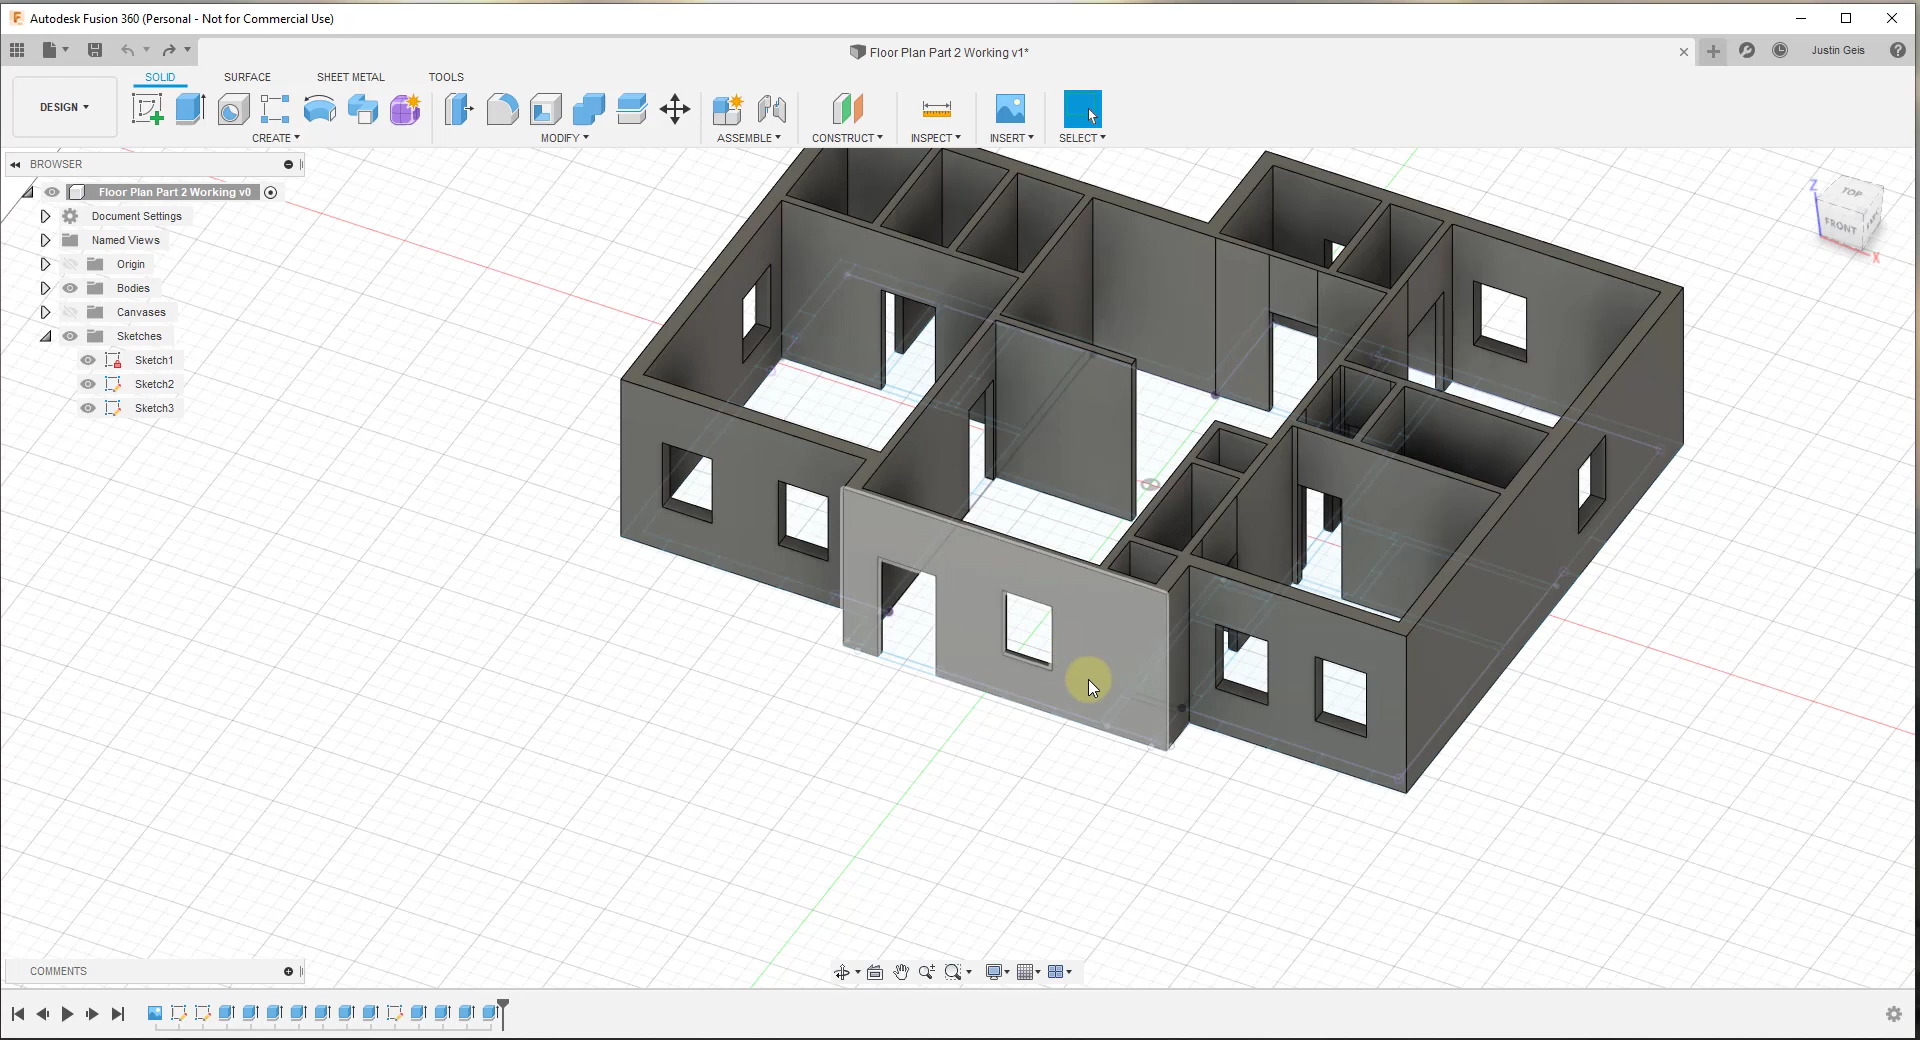 Autodesk Fusion 360 (Personal - Not for Commercial Use)
Floor Plan Part 2 Working v1*
Justin Geis
DESIGN
SOLID SURFACE SHEET METAL TOOLS
CREATE MODIFY ASSEMBLE CONSTRUCT INSPECT INSERT SELECT
BROWSER
Floor Plan Part 2 Working v0
Document Settings
Named Views
Origin
Bodies
Canvases
Sketches
Sketch1
Sketch2
Sketch3
Z
TOP
FRONT
X
COMMENTS